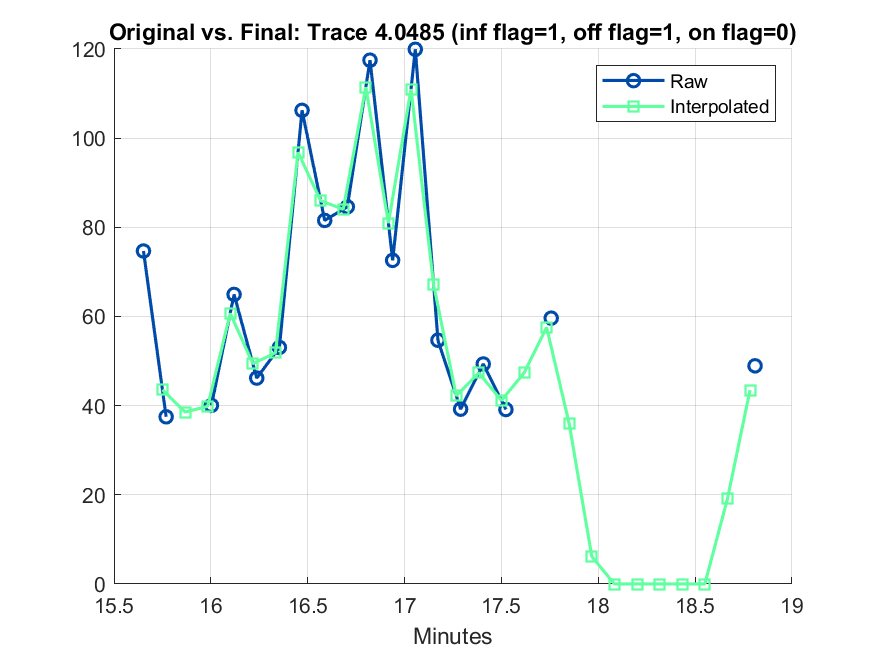 Original vs. Final: Trace 4.0485 (inf flag=1, off flag=1, on flag=0)
120
100
80
60
40
20
0
Raw
Interpolated
15.5 16 16.5 17 17.5 18 18.5 19
Minutes